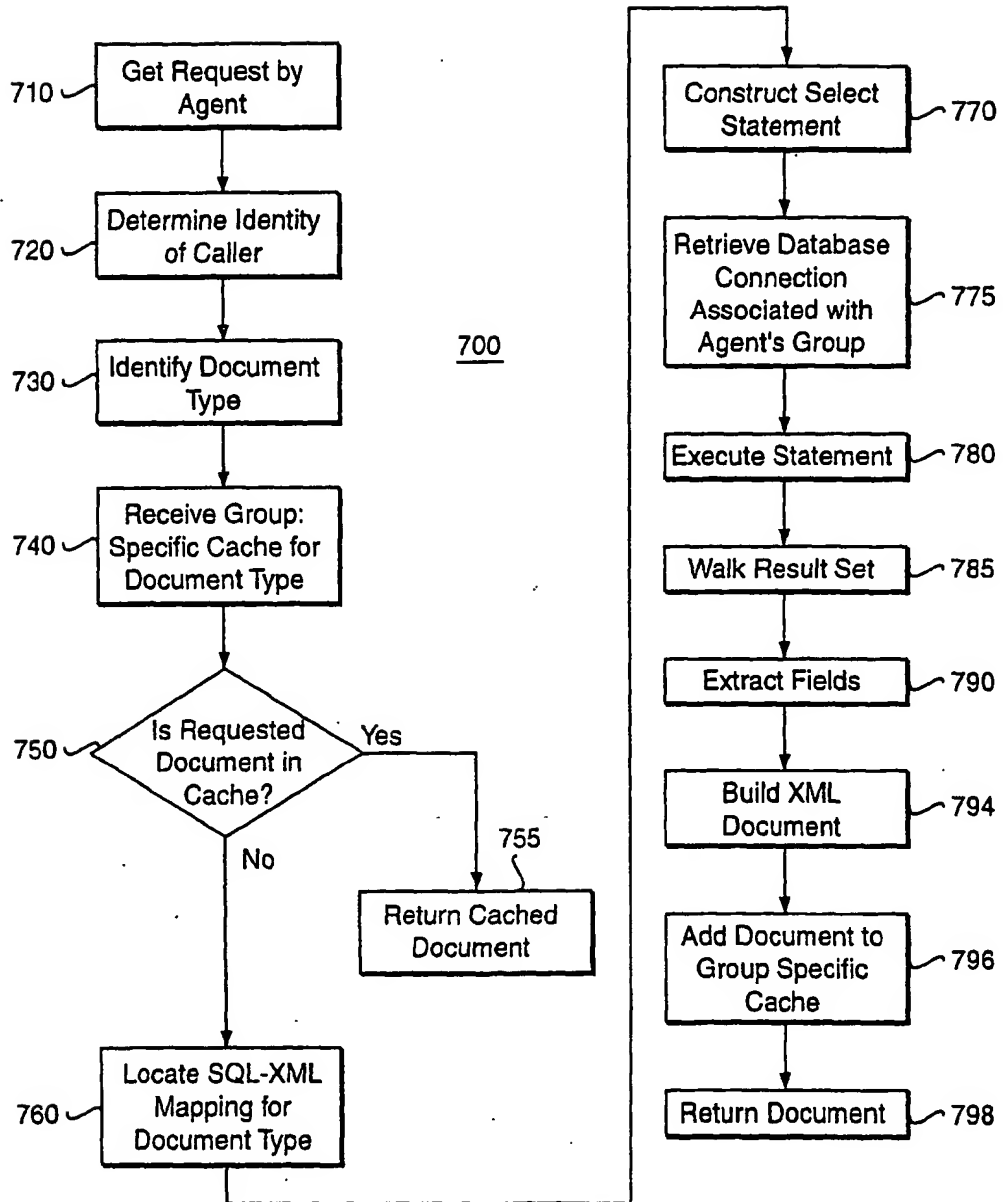 710
Get Request by
Agent
720
Determine Identity
of Caller
730
Identify Document
Type
700
740
Receive Group:
Specific Cache for
Document Type
750
Is Requested
Document in
Cache?
Yes
No
755
Return Cached
Document
760
Locate SQL-XML
Mapping for
Document Type
Construct Select
Statement
770
Retrieve Database
Connection
Associated with
Agent's Group
775
Execute Statement
780
Walk Result Set
785
Extract Fields
790
Build XML
Document
794
Add Document to
Group Specific
Cache
796
Return Document
798